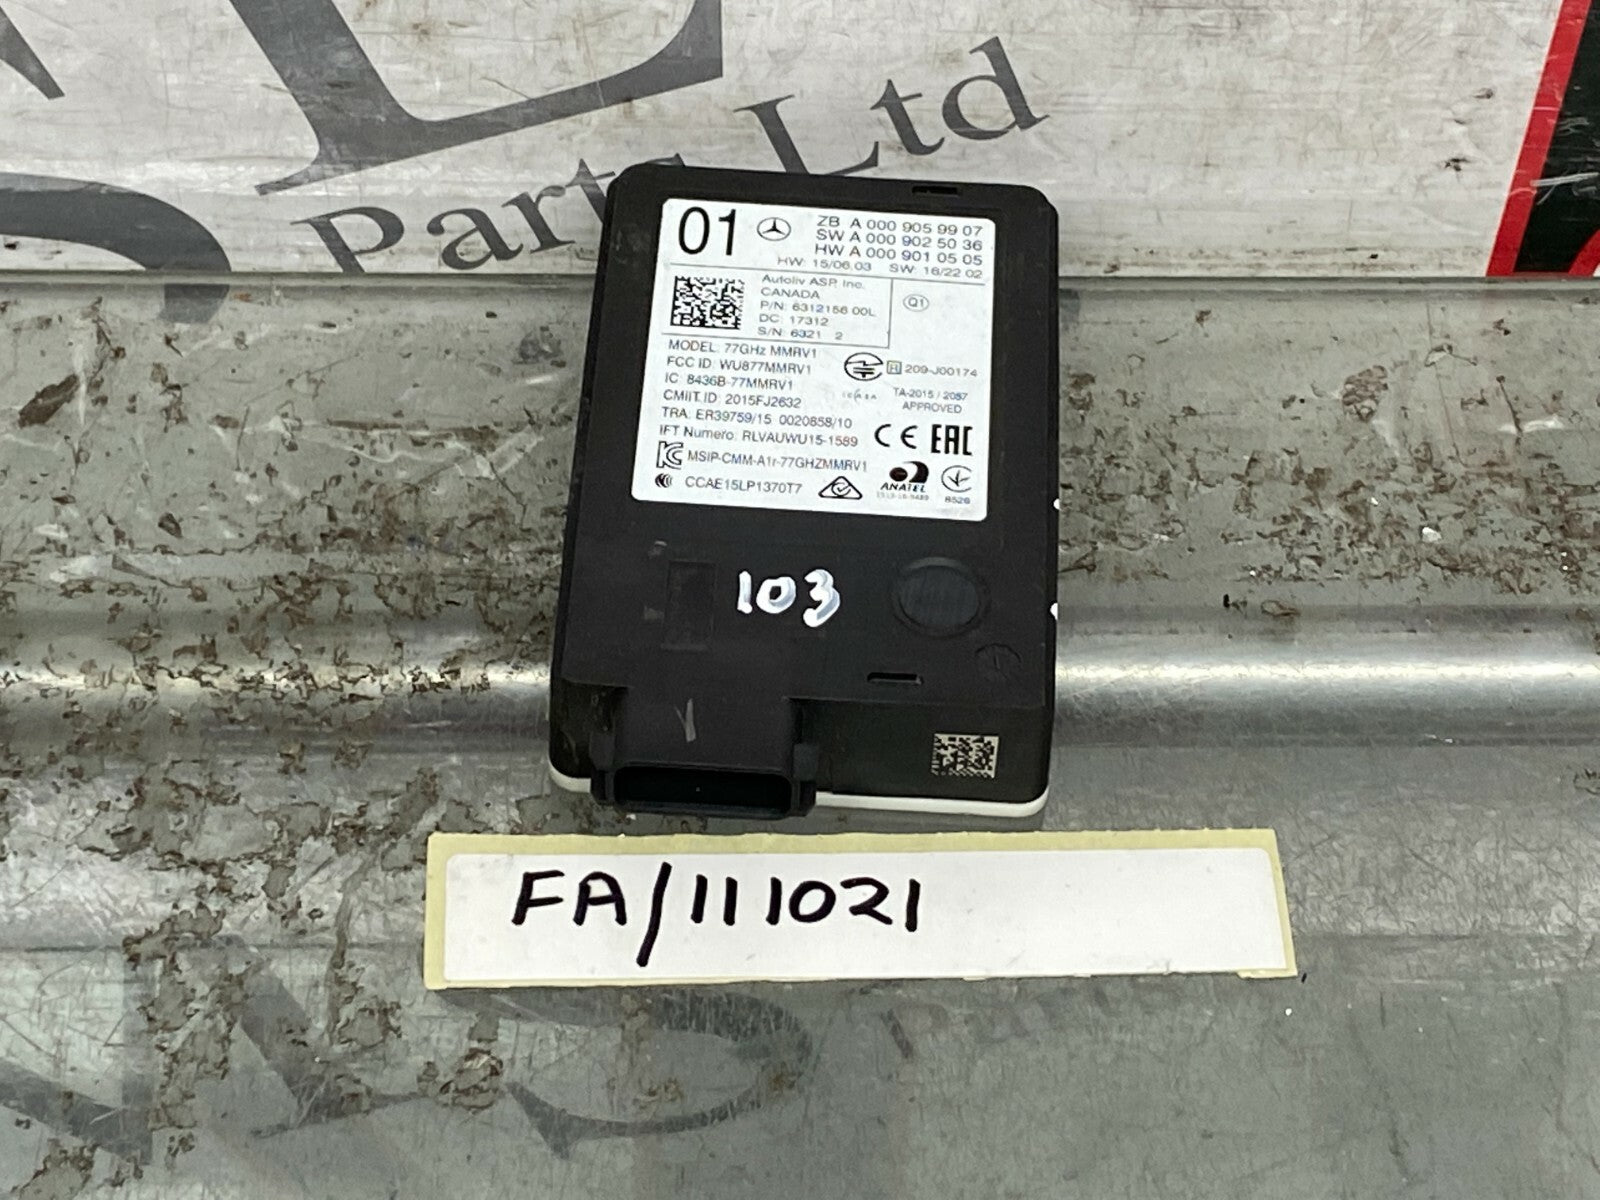 Parts Ltd
01
ZB A 000 905 99 07
SW A 000 902 50 36
HW A 000 901 05 05
HW: 15/06.03 SW: 16/22 02
Autoliv ASP, Inc.
CANADA
P/N: 6312156 00L
DC: 17312
S/N: 6321 2
Q1
MODEL: 77GHz MMRV1
FCC ID: WU877MMRV1
R 209-J00174
IC: 8436B-77MMRV1
CMIIT ID: 2015FJ2632
TA-2015 / 2087
APPROVED
TRA: ER39759/15 0020858/10
IFT Numero: RLVAUWU15-1589
CE EAC
MSIP-CMM-A1r-77GHZMMRV1
CCAE15LP1370T7
ANATEL
103
FA/111021